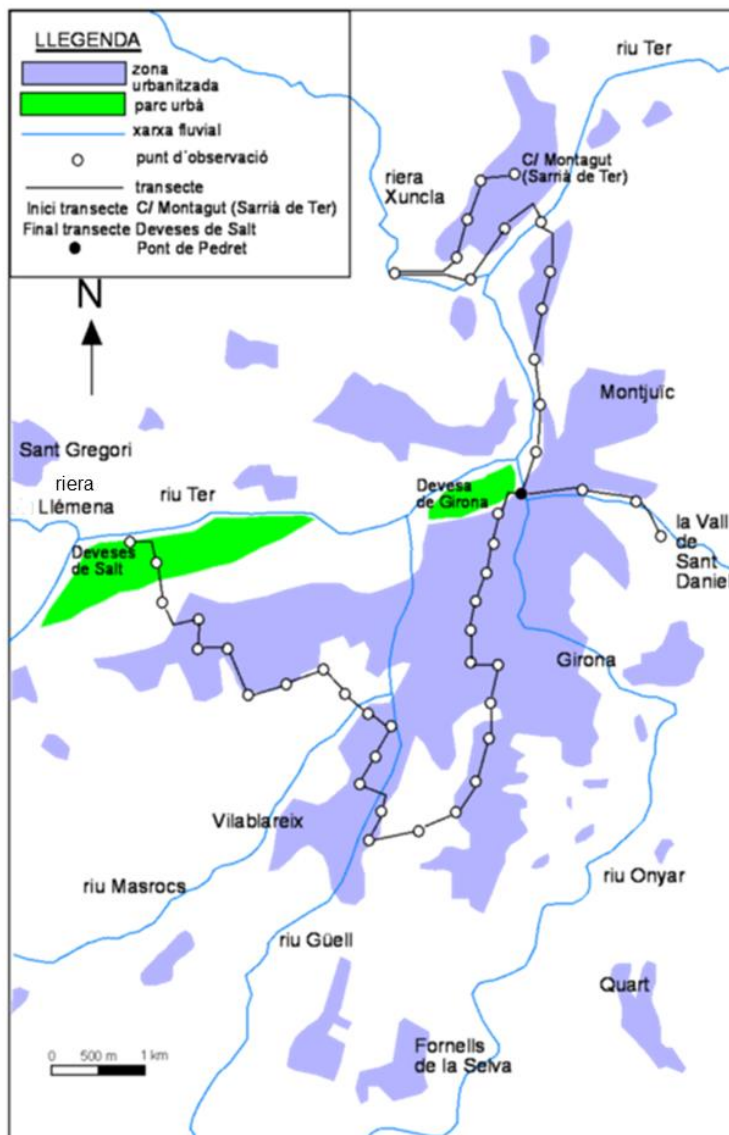 LLEGENDA
zona
urbanitzada
parc urbà
xarxa fluvial
punt d´observació
transecte
Inici transecte C/ Montagut (Sarrià de Ter)
Final transecte Deveses de Salt
Pont de Pedret
riu Ter
C/ Montagut
(Sarrià de Ter)
riera
Xuncla
N
Montjuïc
Sant Gregori
riera
Llémena
riu Ter
Devesa
de Girona
la Vall
de
Sant
Daniel
Deveses
de Salt
Girona
Vilablareix
riu Masrocs
riu Onyar
riu Güell
Quart
Fornells
de la Selva
0 500 m 1 km